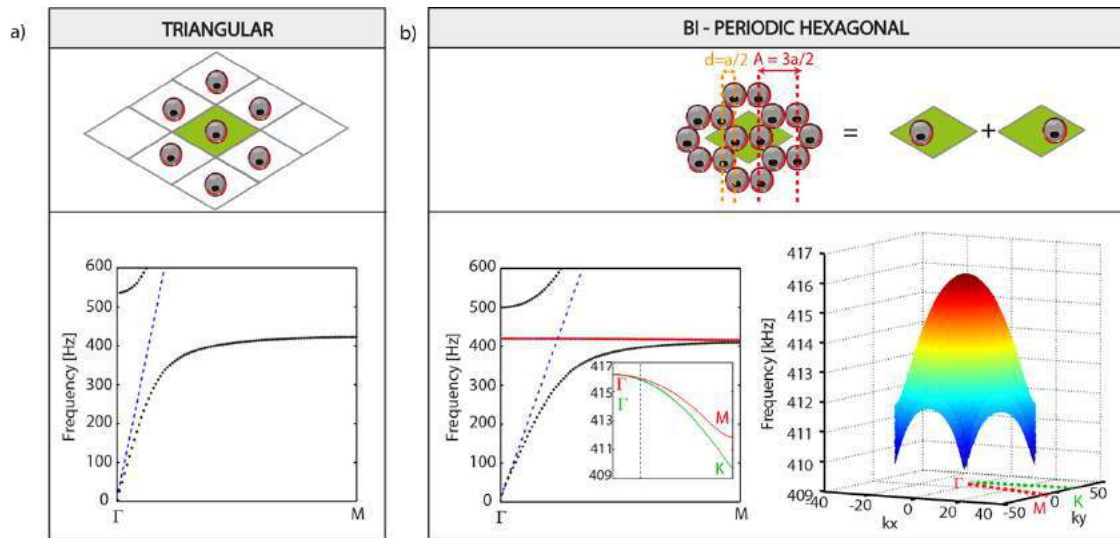 a)
TRIANGULAR
b)
BI - PERIODIC HEXAGONAL
d=a/2
A = 3a/2
=
+
Frequency [Hz]
600
500
400
300
200
100
0
Γ
M
Frequency [Hz]
600
500
400
300
200
100
0
Γ
M
417
415
413
411
409
Γ
Γ
M
K
Frequency [kHz]
417
416
415
414
413
412
411
410
409
-40
-20
0
20
40
kx
-50
0
50
ky
Γ
M
K